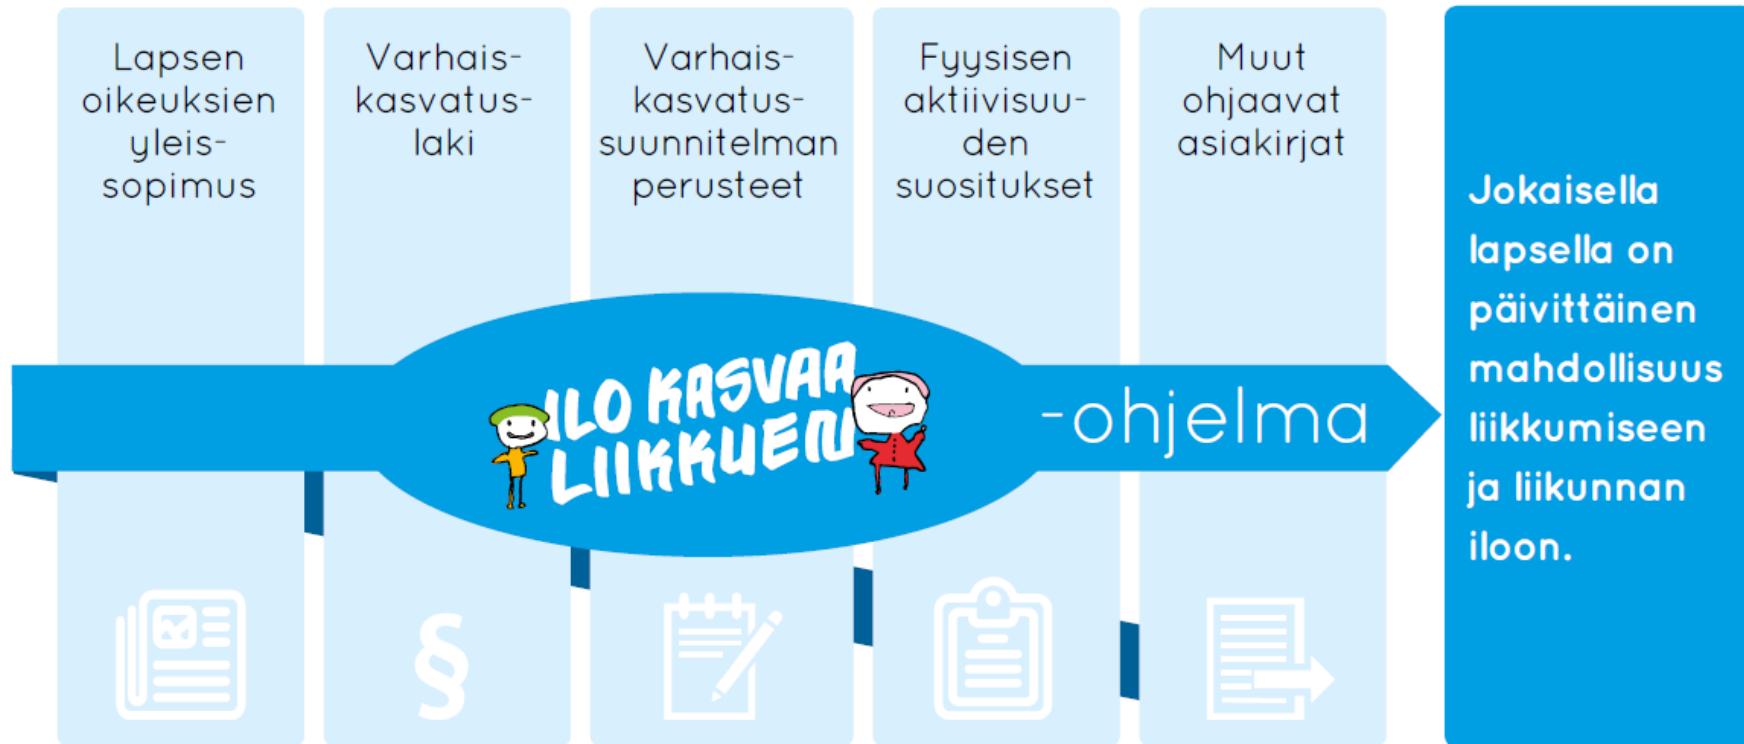 Lapsen
oikeuksien
yleis-
sopimus
Varhais-
kasvatus-
laki
Varhais-
kasvatus-
suunnitelman
perusteet
Fyysisen
aktiivisuu-
den
suositukset
Muut
ohjaavat
asiakirjat
ILO KASVAA
LIIKKUEN
-ohjelma
§
Jokaisella
lapsella on
päivittäinen
mahdollisuus
liikkumiseen
ja liikunnan
iloon.